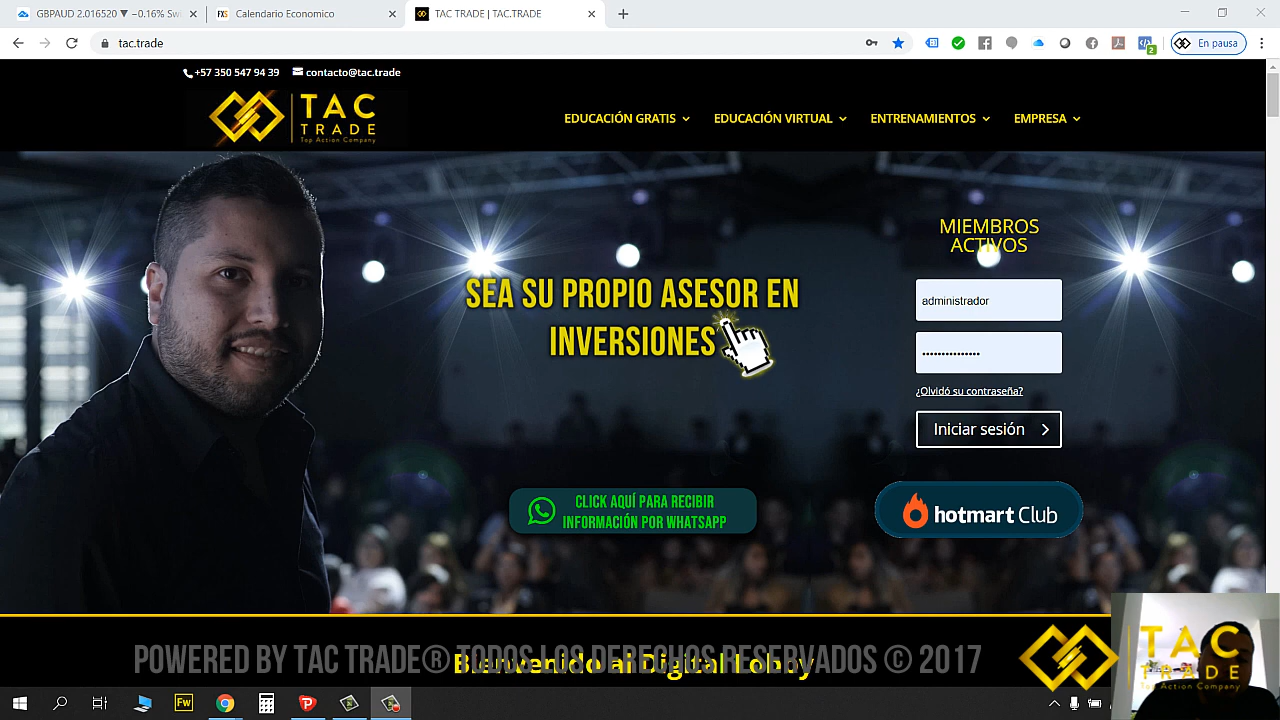 GBPAUD 2.016520 ▼ −0.16% Sw
Calendario Economico
TAC TRADE | TAC.TRADE
tac.trade
En pausa
2
+57 350 547 94 39
contacto@tac.trade
TAC
TRADE
Top Action Company
EDUCACIÓN GRATIS
EDUCACIÓN VIRTUAL
ENTRENAMIENTOS
EMPRESA
SEA SU PROPIO ASESOR EN
INVERSIONES
MIEMBROS
ACTIVOS
administrador
¿Olvidó su contraseña?
Iniciar sesión
CLICK AQUÍ PARA RECIBIR
INFORMACIÓN POR WHATSAPP
hotmart Club
Bienvenido al Digital Lobby
POWERED BY TAC TRADE® TODOS LOS DERECHOS RESERVADOS © 2017
TAC
TRADE
Top Action Company
Fw